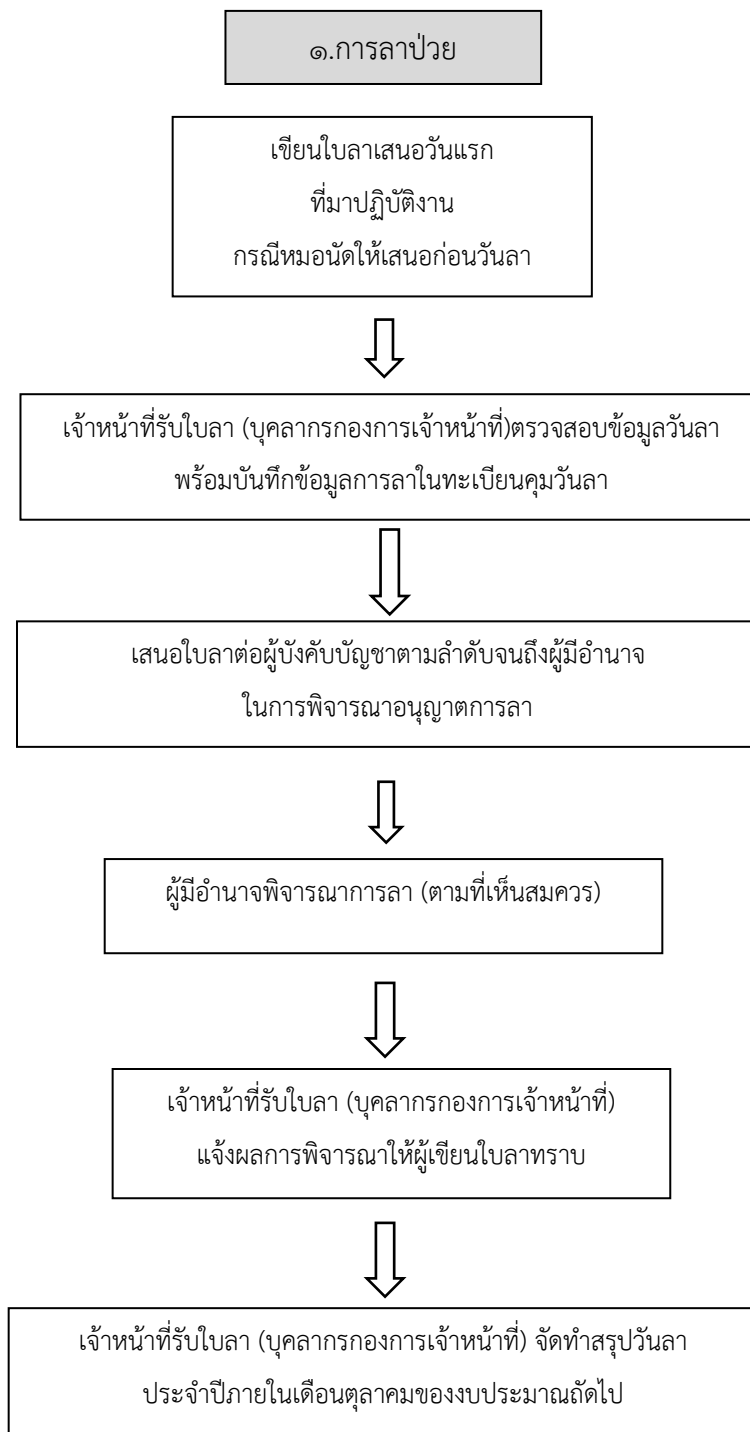 ๑.การลาป่วย
เขียนใบลาเสนอวันแรก
ที่มาปฏิบัติงาน
กรณีหมอนัดให้เสนอก่อนวันลา
เจ้าหน้าที่รับใบลา (บุคลากรกองการเจ้าหน้าที่)ตรวจสอบข้อมูลวันลา
พร้อมบันทึกข้อมูลการลาในทะเบียนคุมวันลา
เสนอใบลาต่อผู้บังคับบัญชาตามลำดับจนถึงผู้มีอำนาจ
ในการพิจารณาอนุญาตการลา
ผู้มีอำนาจพิจารณาการลา (ตามที่เห็นสมควร)
เจ้าหน้าที่รับใบลา (บุคลากรกองการเจ้าหน้าที่)
แจ้งผลการพิจารณาให้ผู้เขียนใบลาทราบ
เจ้าหน้าที่รับใบลา (บุคลากรกองการเจ้าหน้าที่) จัดทำสรุปวันลา
ประจำปีภายในเดือนตุลาคมของงบประมาณถัดไป